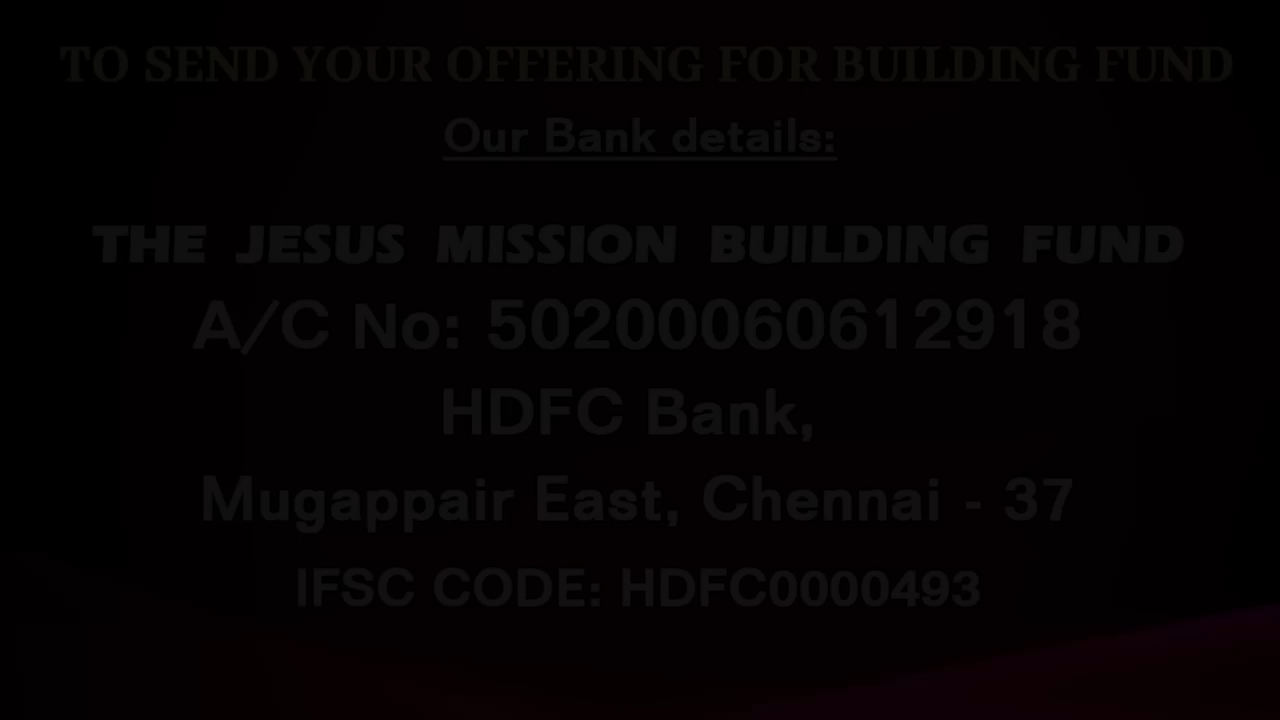 TO SEND YOUR OFFERING FOR BUILDING FUND
Our Bank details:
THE JESUS MISSION BUILDING FUND
A/C No: 50200060612918
HDFC Bank,
Mugappair East, Chennai - 37
IFSC CODE: HDFC0000493